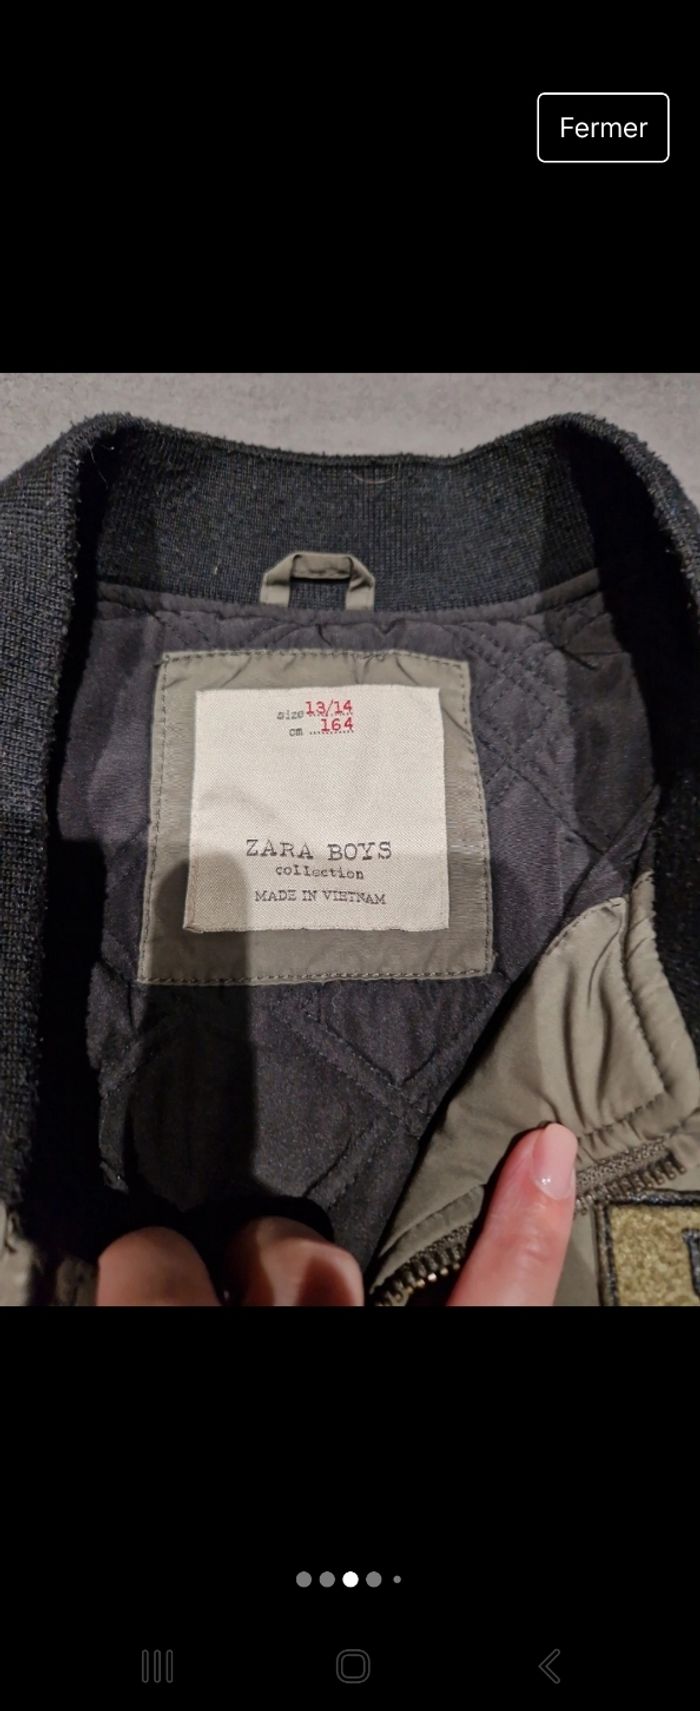 Fermer
size 13/14
cm 164
ZARA BOYS
collection
MADE IN VIETNAM